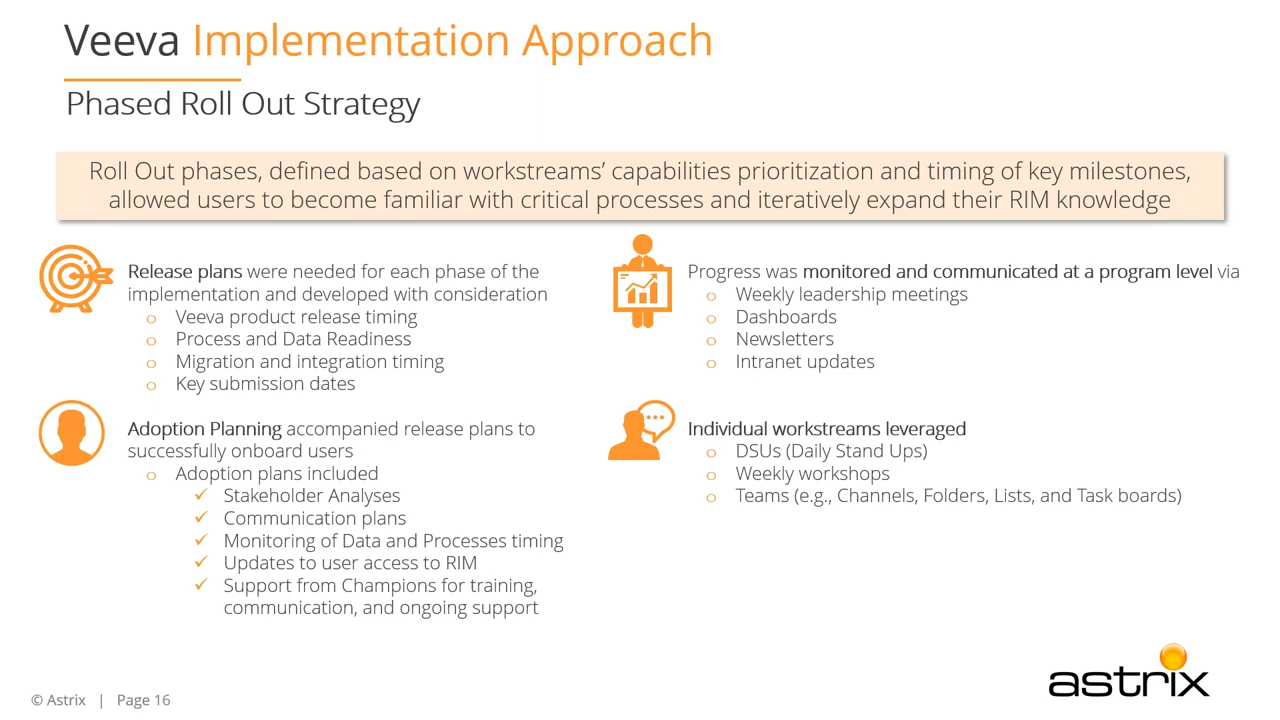 Veeva Implementation Approach
Phased Roll Out Strategy
Roll Out phases, defined based on workstreams’ capabilities prioritization and timing of key milestones,
allowed users to become familiar with critical processes and iteratively expand their RIM knowledge
Release plans were needed for each phase of the
implementation and developed with consideration
o Veeva product release timing
o Process and Data Readiness
o Migration and integration timing
o Key submission dates
Adoption Planning accompanied release plans to
successfully onboard users
o Adoption plans included
✓ Stakeholder Analyses
✓ Communication plans
✓ Monitoring of Data and Processes timing
✓ Updates to user access to RIM
✓ Support from Champions for training,
communication, and ongoing support
Progress was monitored and communicated at a program level via
o Weekly leadership meetings
o Dashboards
o Newsletters
o Intranet updates
Individual workstreams leveraged
o DSUs (Daily Stand Ups)
o Weekly workshops
o Teams (e.g., Channels, Folders, Lists, and Task boards)
© Astrix | Page 16
astrix